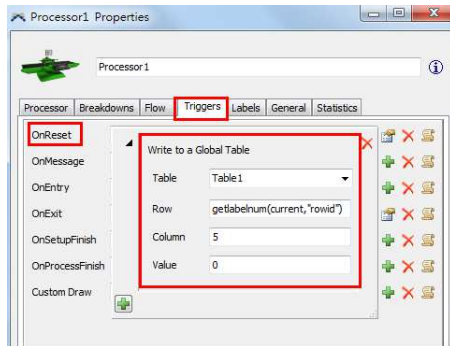 Processor1 Properties
Processor1
Processor Breakdowns Flow Triggers Labels General Statistics
OnReset
OnMessage
OnEntry
OnExit
OnSetupFinish
OnProcessFinish
Custom Draw
Write to a Global Table
Table Table1
Row getlabelnum(current,"rowid")
Column 5
Value 0